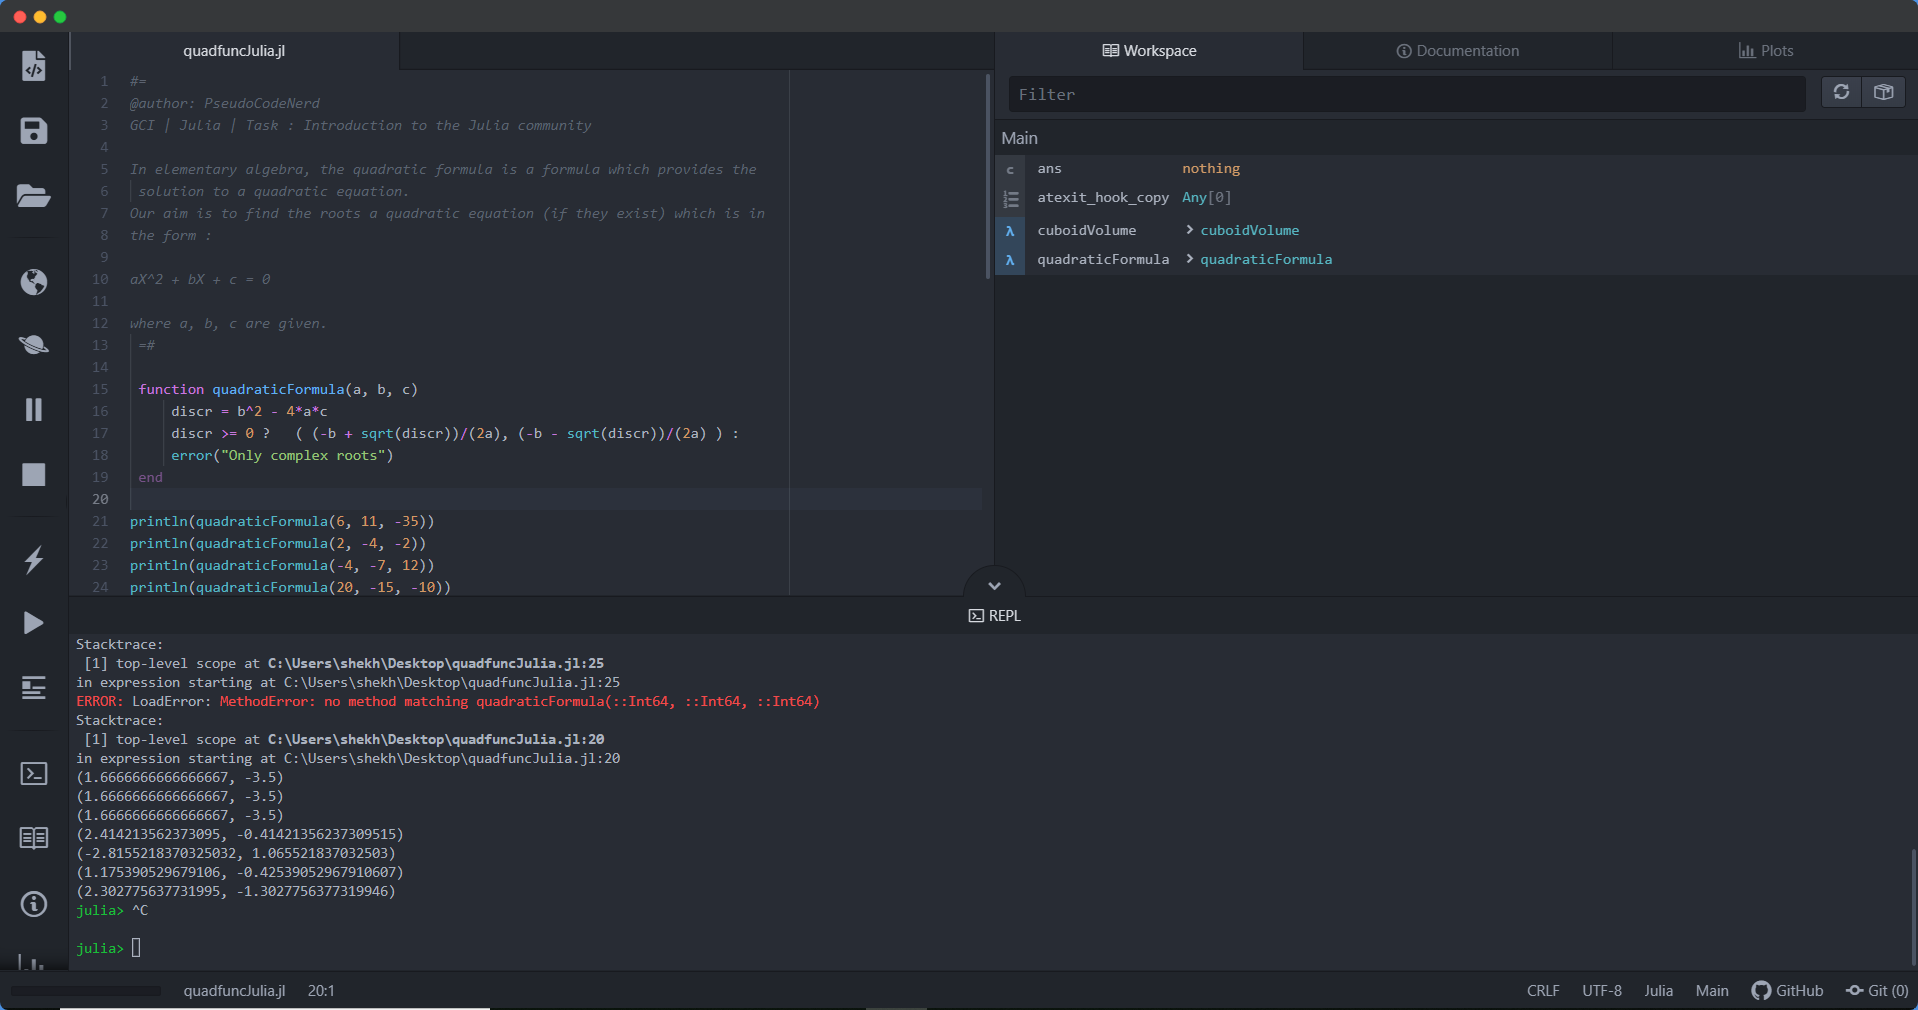 quadfuncJulia.jl
Workspace
Documentation
Plots
1 #=
2 @author: PseudoCodeNerd
3 GCI | Julia | Task : Introduction to the Julia community
4
5 In elementary algebra, the quadratic formula is a formula which provides the
6 solution to a quadratic equation.
7 Our aim is to find the roots a quadratic equation (if they exist) which is in
8 the form :
9
10 aX^2 + bX + c = 0
11
12 where a, b, c are given.
13 =#
14
15 function quadraticFormula(a, b, c)
16 discr = b^2 - 4*a*c
17 discr >= 0 ?   ( (-b + sqrt(discr))/(2a), (-b - sqrt(discr))/(2a) ) :
18 error("Only complex roots")
19 end
20
21 println(quadraticFormula(6, 11, -35))
22 println(quadraticFormula(2, -4, -2))
23 println(quadraticFormula(-4, -7, 12))
24 println(quadraticFormula(20, -15, -10))
Filter
Main
c ans nothing
atexit_hook_copy Any[0]
λ cuboidVolume > cuboidVolume
λ quadraticFormula > quadraticFormula
REPL
Stacktrace:
[1] top-level scope at C:\Users\shekh\Desktop\quadfuncJulia.jl:25
in expression starting at C:\Users\shekh\Desktop\quadfuncJulia.jl:25
ERROR: LoadError: MethodError: no method matching quadraticFormula(::Int64, ::Int64, ::Int64)
Stacktrace:
[1] top-level scope at C:\Users\shekh\Desktop\quadfuncJulia.jl:20
in expression starting at C:\Users\shekh\Desktop\quadfuncJulia.jl:20
(1.6666666666666667, -3.5)
(1.6666666666666667, -3.5)
(1.6666666666666667, -3.5)
(2.414213562373095, -0.41421356237309515)
(-2.8155218370325032, 1.065521837032503)
(1.175390529679106, -0.42539052967910607)
(2.302775637731995, -1.3027756377319946)
julia> ^C
julia>
quadfuncJulia.jl 20:1
CRLF UTF-8 Julia Main GitHub Git (0)